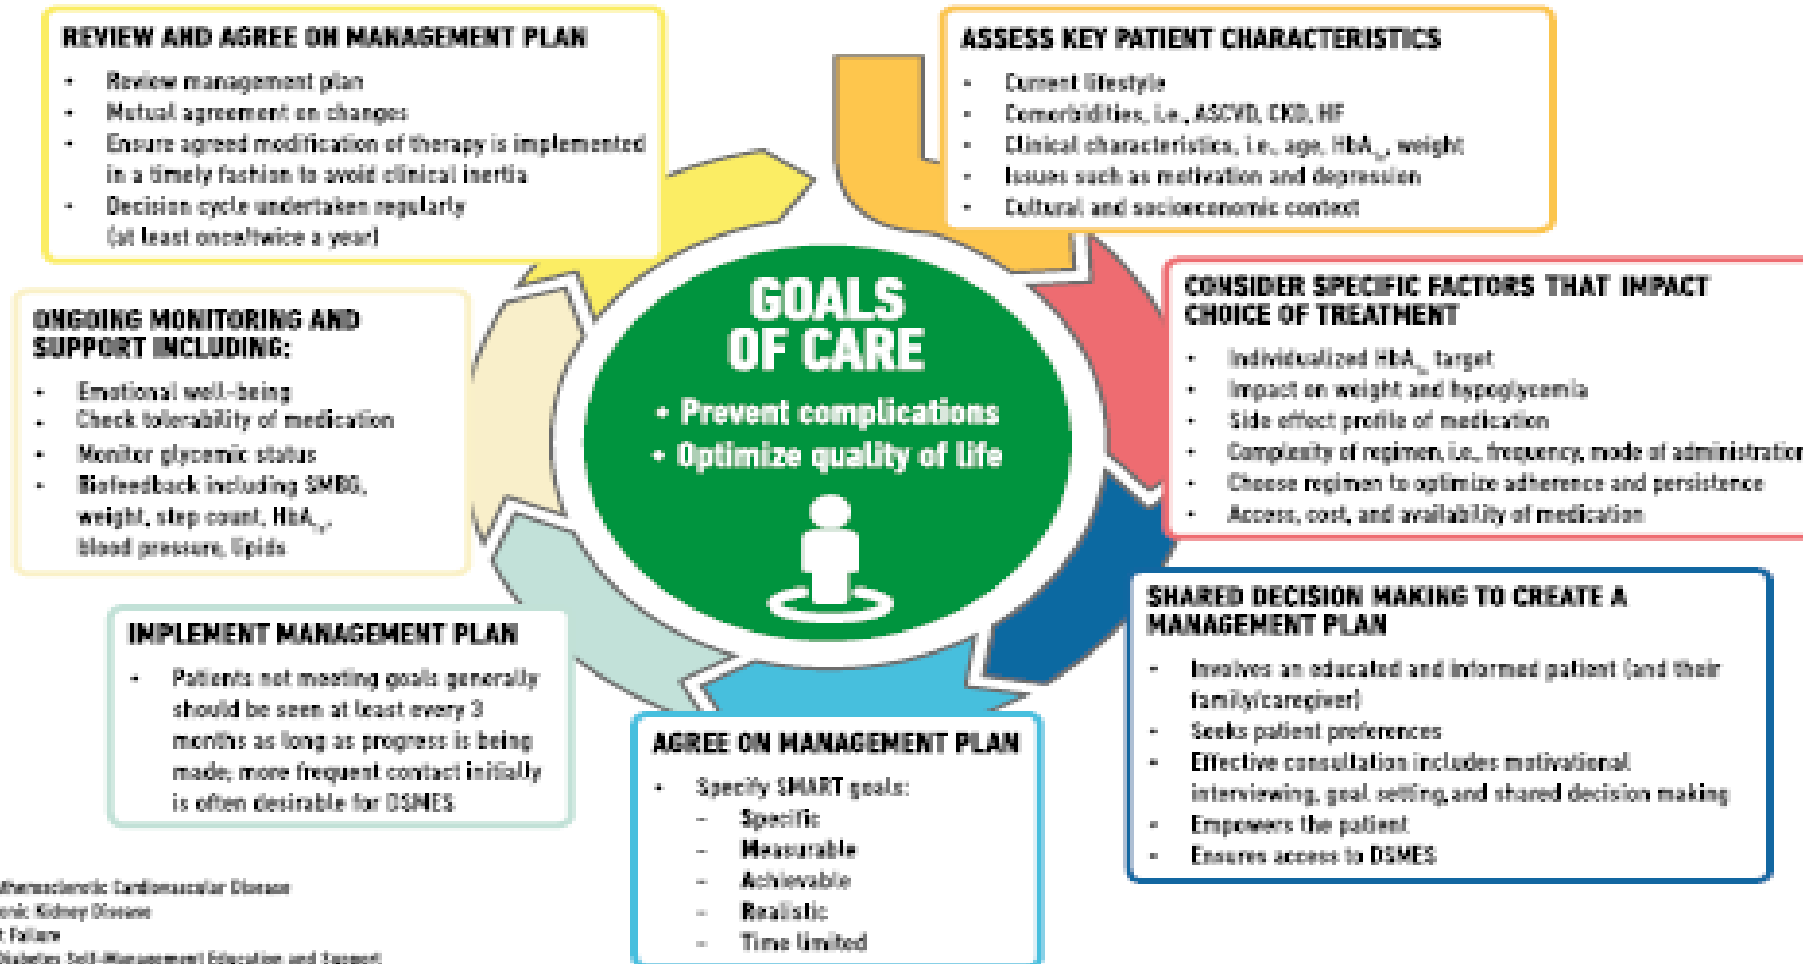 REVIEW AND AGREE ON MANAGEMENT PLAN
• Review management plan
• Mutual agreement on changes
• Ensure agreed modification of therapy is implemented
in a timely fashion to avoid clinical inertia
• Decision cycle undertaken regularly
(at least once/twice a year)
ASSESS KEY PATIENT CHARACTERISTICS
• Current lifestyle
• Comorbidities, i.e., ASCVD, CKD, HF
• Clinical characteristics, i.e., age, HbA1c, weight
• Issues such as motivation and depression
• Cultural and socioeconomic context
CONSIDER SPECIFIC FACTORS THAT IMPACT
CHOICE OF TREATMENT
• Individualized HbA1c target
• Impact on weight and hypoglycemia
• Side effect profile of medication
• Complexity of regimen, i.e., frequency, mode of administration
• Choose regimen to optimize adherence and persistence
• Access, cost, and availability of medication
SHARED DECISION MAKING TO CREATE A
MANAGEMENT PLAN
• Involves an educated and informed patient (and their
family/caregiver)
• Seeks patient preferences
• Effective consultation includes motivational
interviewing, goal setting, and shared decision making
• Empowers the patient
• Ensures access to DSMES
AGREE ON MANAGEMENT PLAN
• Specify SMART goals:
– Specific
– Measurable
– Achievable
– Realistic
– Time limited
IMPLEMENT MANAGEMENT PLAN
• Patients not meeting goals generally
should be seen at least every 3
months as long as progress is being
made; more frequent contact initially
is often desirable for DSMES
ONGOING MONITORING AND
SUPPORT INCLUDING:
• Emotional well-being
• Check tolerability of medication
• Monitor glycemic status
• Biofeedback including SMBG,
weight, step count, HbA1c,
blood pressure, lipids
GOALS
OF CARE
• Prevent complications
• Optimize quality of life
Cardiovascular Disease
Kidney Disease
Failure
Diabetes Self-Management Education and Support